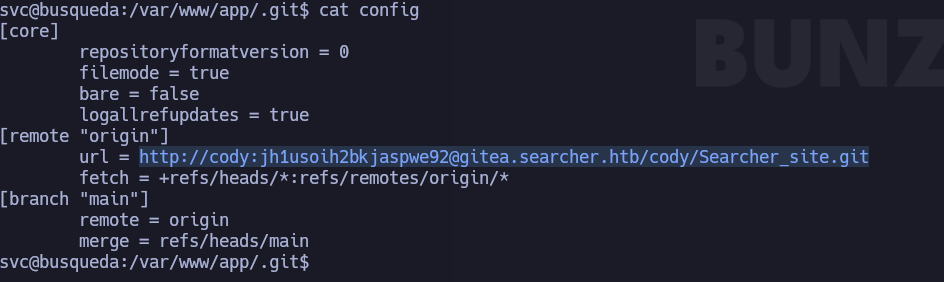 svc@busqueda:/var/www/app/.git$ cat config
[core]
        repositoryformatversion = 0
        filemode = true
        bare = false
        logallrefupdates = true
[remote "origin"]
        url = http://cody:jh1usoih2bkjaspwe92@gitea.searcher.htb/cody/Searcher_site.git
        fetch = +refs/heads/*:refs/remotes/origin/*
[branch "main"]
        remote = origin
        merge = refs/heads/main
svc@busqueda:/var/www/app/.git$
BUNZ